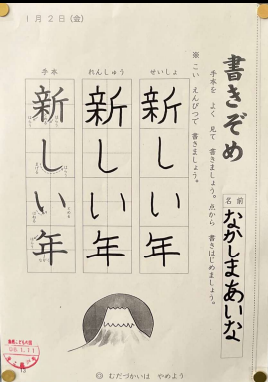 1月2日(金)
書きぞめ
手本を よく 見て 書きましょう。点から 書きはじめましょう。
※ こい えんぴつで 書きましょう。
名前
なかしまあいな
せいしょ
新しい年
れんしゅう
新しい年
手本
新しい年
◎ むだづかいは やめよう